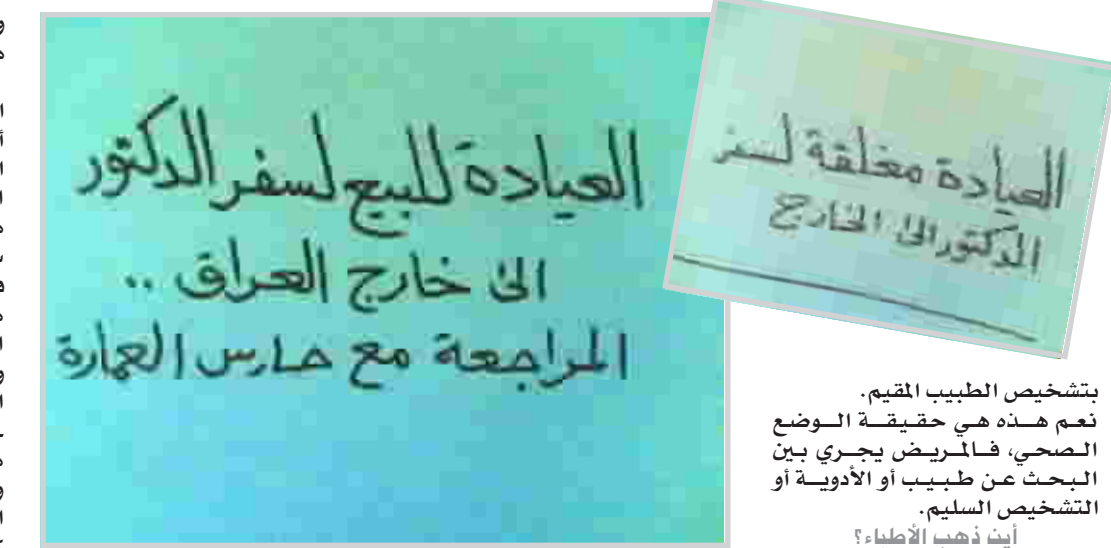 العيادة مغلقة لسفر
الدكتور الى الخارج
العيادة للبيع لسفر الدكتور
الى خارج العراق ..
المراجعة مع حارس العمارة
بتشخيص الطبيب المقيم.
نعم هذه هي حقيقة الوضع
الصحي، فالمريض يجري بين
البحث عن طبيب أو الأدوية أو
التشخيص السليم.
أين ذهب الأطباء؟